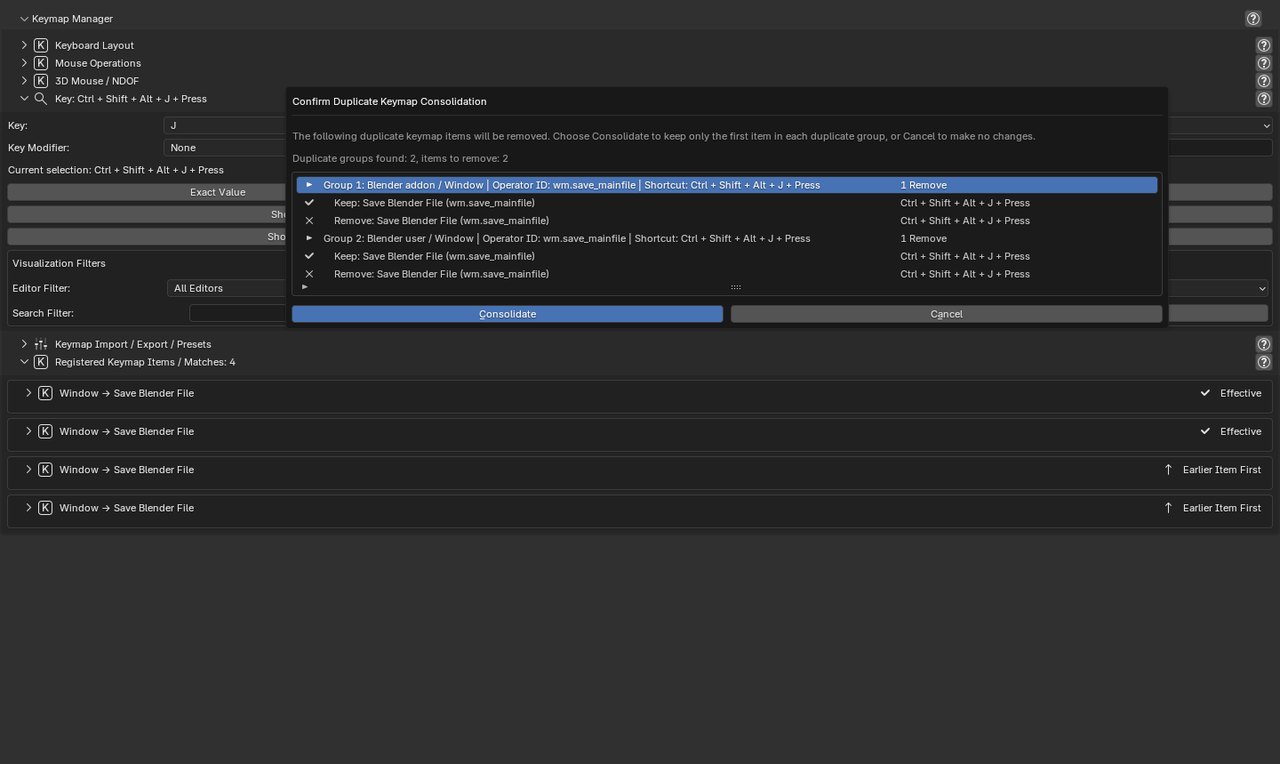 Keymap Manager
Keyboard Layout
Mouse Operations
3D Mouse / NDOF
Key: Ctrl + Shift + Alt + J + Press
Key: J
Key Modifier: None
Current selection: Ctrl + Shift + Alt + J + Press
Exact Value
Visualization Filters
Editor Filter: All Editors
Search Filter:
Confirm Duplicate Keymap Consolidation
The following duplicate keymap items will be removed. Choose Consolidate to keep only the first item in each duplicate group, or Cancel to make no changes.
Duplicate groups found: 2, items to remove: 2
Group 1: Blender addon / Window | Operator ID: wm.save_mainfile | Shortcut: Ctrl + Shift + Alt + J + Press 1 Remove
Keep: Save Blender File (wm.save_mainfile) Ctrl + Shift + Alt + J + Press
Remove: Save Blender File (wm.save_mainfile) Ctrl + Shift + Alt + J + Press
Group 2: Blender user / Window | Operator ID: wm.save_mainfile | Shortcut: Ctrl + Shift + Alt + J + Press 1 Remove
Keep: Save Blender File (wm.save_mainfile) Ctrl + Shift + Alt + J + Press
Remove: Save Blender File (wm.save_mainfile) Ctrl + Shift + Alt + J + Press
Consolidate Cancel
Keymap Import / Export / Presets
Registered Keymap Items / Matches: 4
Window → Save Blender File Effective
Window → Save Blender File Effective
Window → Save Blender File Earlier Item First
Window → Save Blender File Earlier Item First